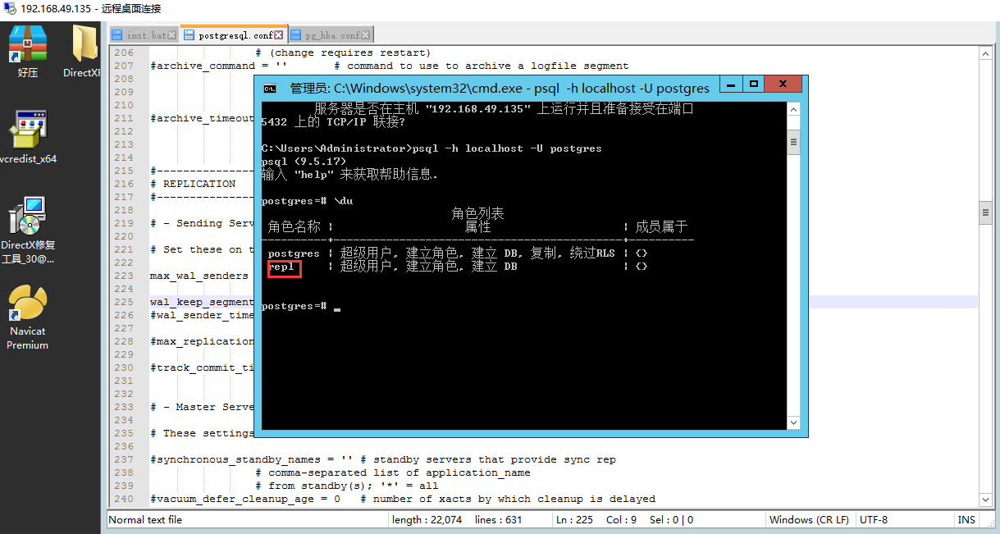 192.168.49.135 - 远程桌面连接
好压
DirectX
vcredist_x64
DirectX修复
工具_30@...
Navicat
Premium
inst.bat
postgresql.conf
pg_hba.conf
206 # (change requires restart)
207 #archive_command = '' # command to use to archive a logfile segment
208
209
210
211 #archive_timeout
212
213
214
215 #----------------
216 # REPLICATION
217 #----------------
218
219 # - Sending Serv
220
221 # Set these on t
222
223 max_wal_senders
224
225 wal_keep_segment
226 #wal_sender_time
227
228 #max_replication
229
230 #track_commit_ti
231
232
233 # - Master Serve
234
235 # These settings
236
237 #synchronous_standby_names = '' # standby servers that provide sync rep
238 # comma-separated list of application_name
239 # from standby(s); '*' = all
240 #vacuum_defer_cleanup_age = 0 # number of xacts by which cleanup is delayed
管理员: C:\Windows\system32\cmd.exe - psql -h localhost -U postgres
服务器是否在主机 "192.168.49.135" 上运行并且准备接受在端口
5432 上的 TCP/IP 联接?
C:\Users\Administrator>psql -h localhost -U postgres
psql (9.5.17)
输入 "help" 来获取帮助信息.
postgres=# \du
角色列表
角色名称 | 属性 | 成员属于
----------+--------------------------------------------+----------
postgres | 超级用户, 建立角色, 建立 DB, 复制, 绕过RLS | {}
repl | 超级用户, 建立角色, 建立 DB | {}
postgres=# _
Normal text file length : 22,074 lines : 631 Ln : 225 Col : 9 Sel : 0 | 0 Windows (CR LF) UTF-8 INS